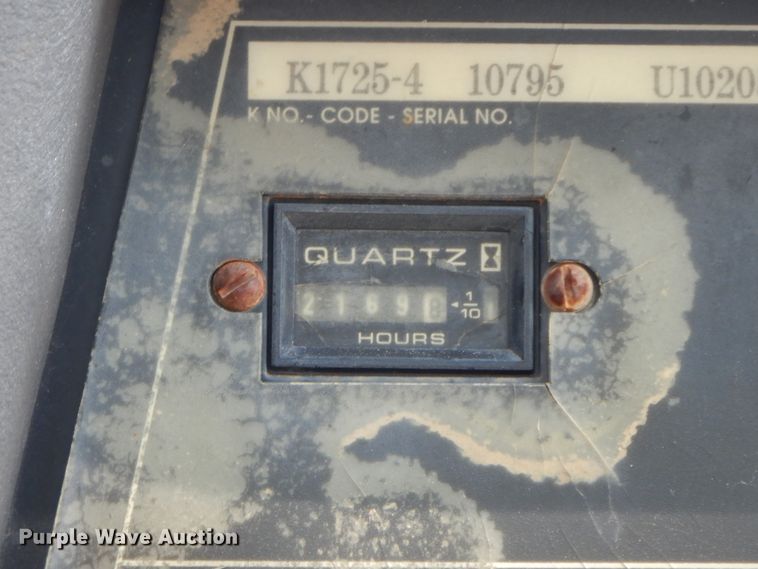 K1725-4 10795 U1020
K NO.- CODE - SERIAL NO.
QUARTZ
2169 1/10
HOURS
Purple Wave Auction